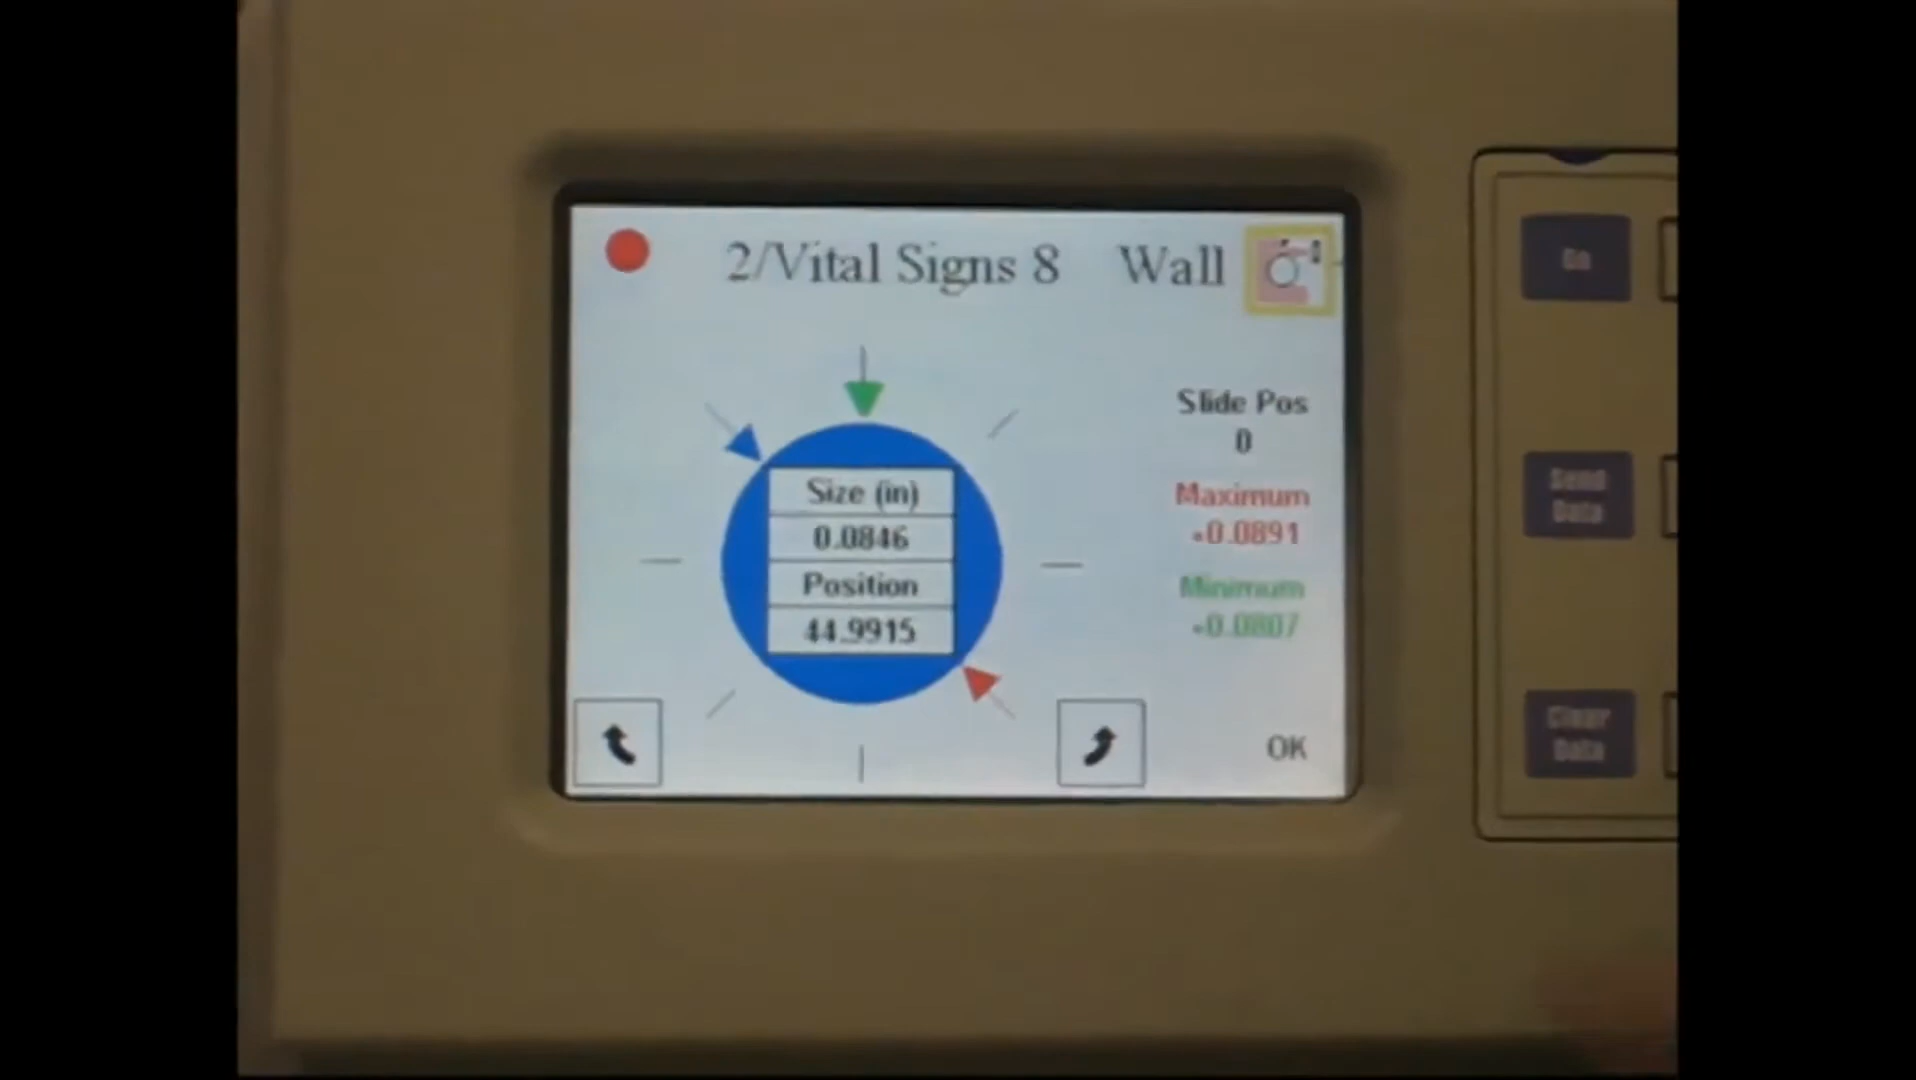 2/Vital Signs 8 Wall
Slide Pos
0
Maximum
+0.0891
Minimum
+0.0807
Size (in)
0.0846
Position
44.9915
OK
Go
Send
Data
Clear
Data